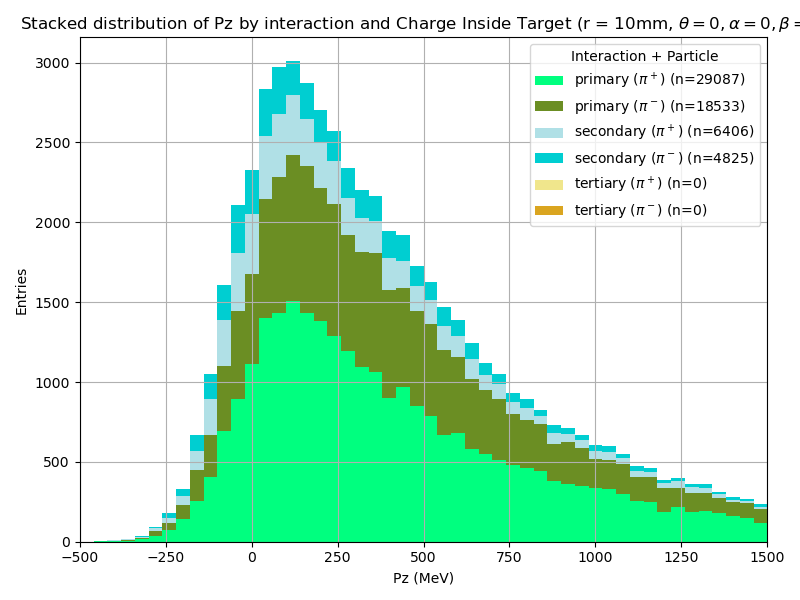 Stacked distribution of Pz by interaction and Charge Inside Target (r = 10mm, θ = 0, α = 0, β =
Interaction + Particle
primary (π⁺) (n=29087)
primary (π⁻) (n=18533)
secondary (π⁺) (n=6406)
secondary (π⁻) (n=4825)
tertiary (π⁺) (n=0)
tertiary (π⁻) (n=0)
Entries
3000
2500
2000
1500
1000
500
0
−500 −250 0 250 500 750 1000 1250 1500
Pz (MeV)